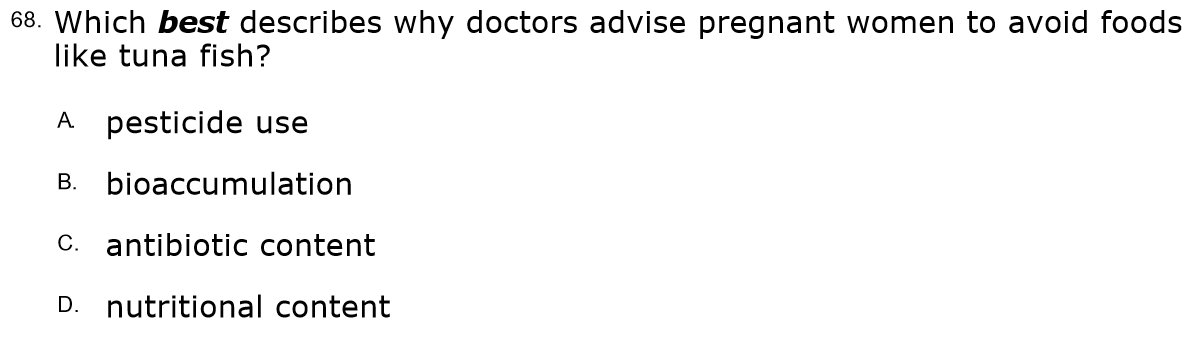 68. Which best describes why doctors advise pregnant women to avoid foods
like tuna fish?
A. pesticide use
B. bioaccumulation
C. antibiotic content
D. nutritional content